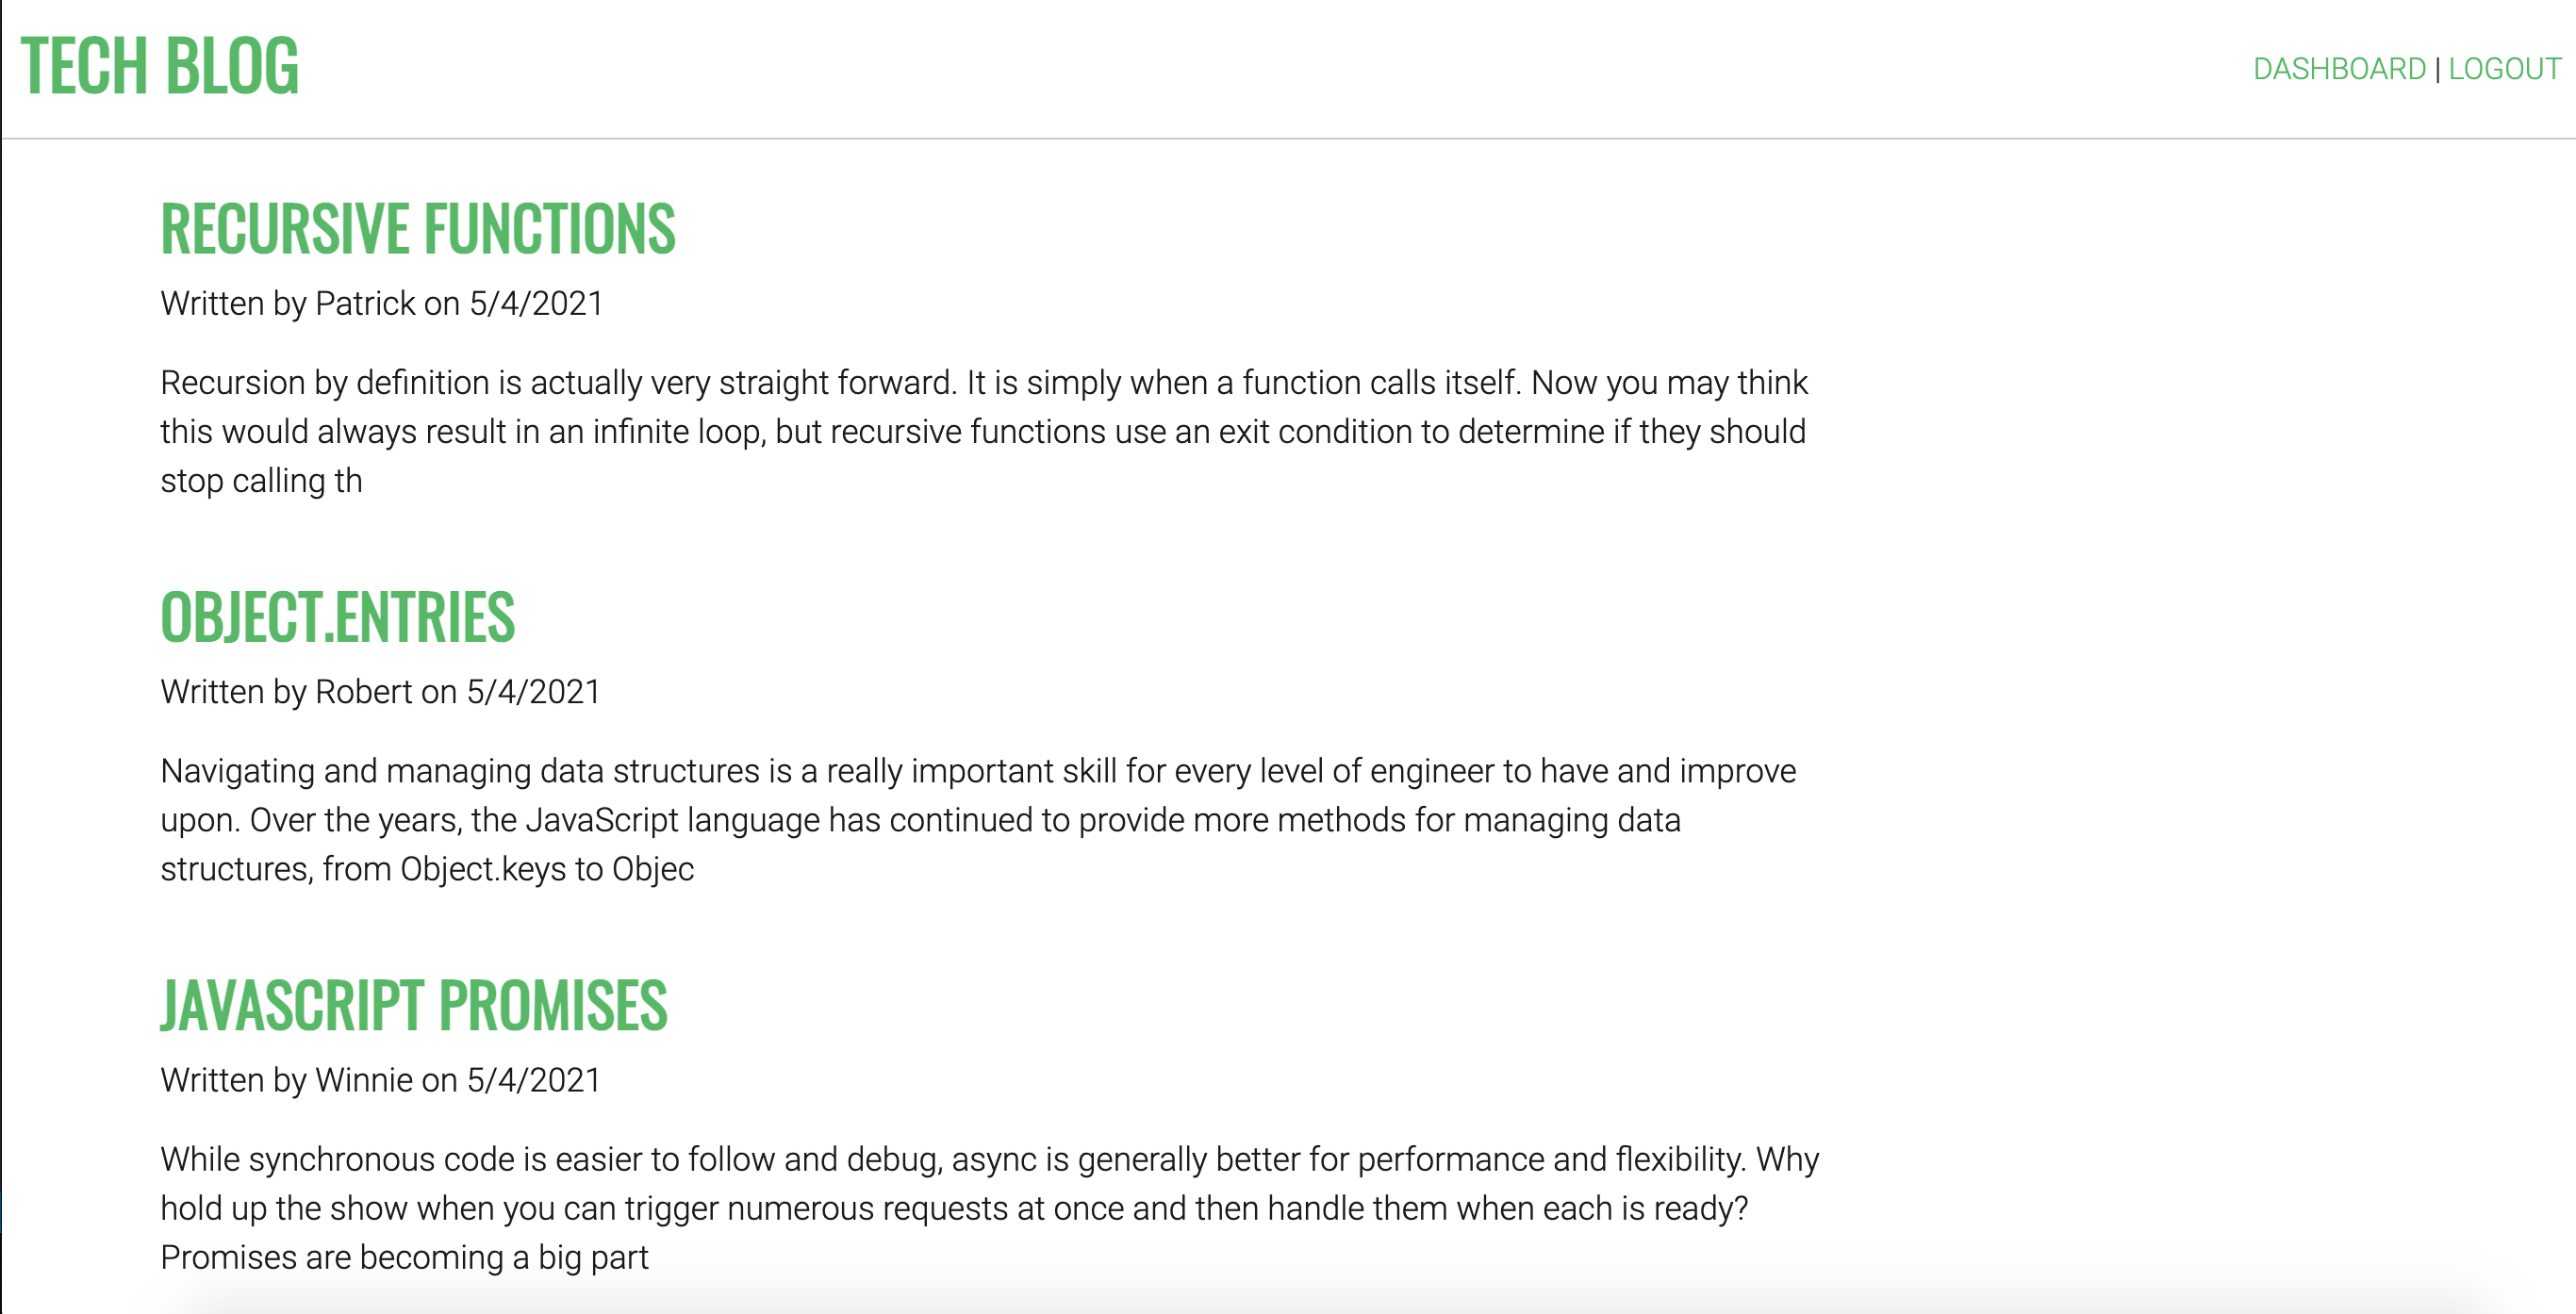 TECH BLOG
DASHBOARD | LOGOUT
RECURSIVE FUNCTIONS
Written by Patrick on 5/4/2021
Recursion by definition is actually very straight forward. It is simply when a function calls itself. Now you may think
this would always result in an infinite loop, but recursive functions use an exit condition to determine if they should
stop calling th
OBJECT.ENTRIES
Written by Robert on 5/4/2021
Navigating and managing data structures is a really important skill for every level of engineer to have and improve
upon. Over the years, the JavaScript language has continued to provide more methods for managing data
structures, from Object.keys to Objec
JAVASCRIPT PROMISES
Written by Winnie on 5/4/2021
While synchronous code is easier to follow and debug, async is generally better for performance and flexibility. Why
hold up the show when you can trigger numerous requests at once and then handle them when each is ready?
Promises are becoming a big part